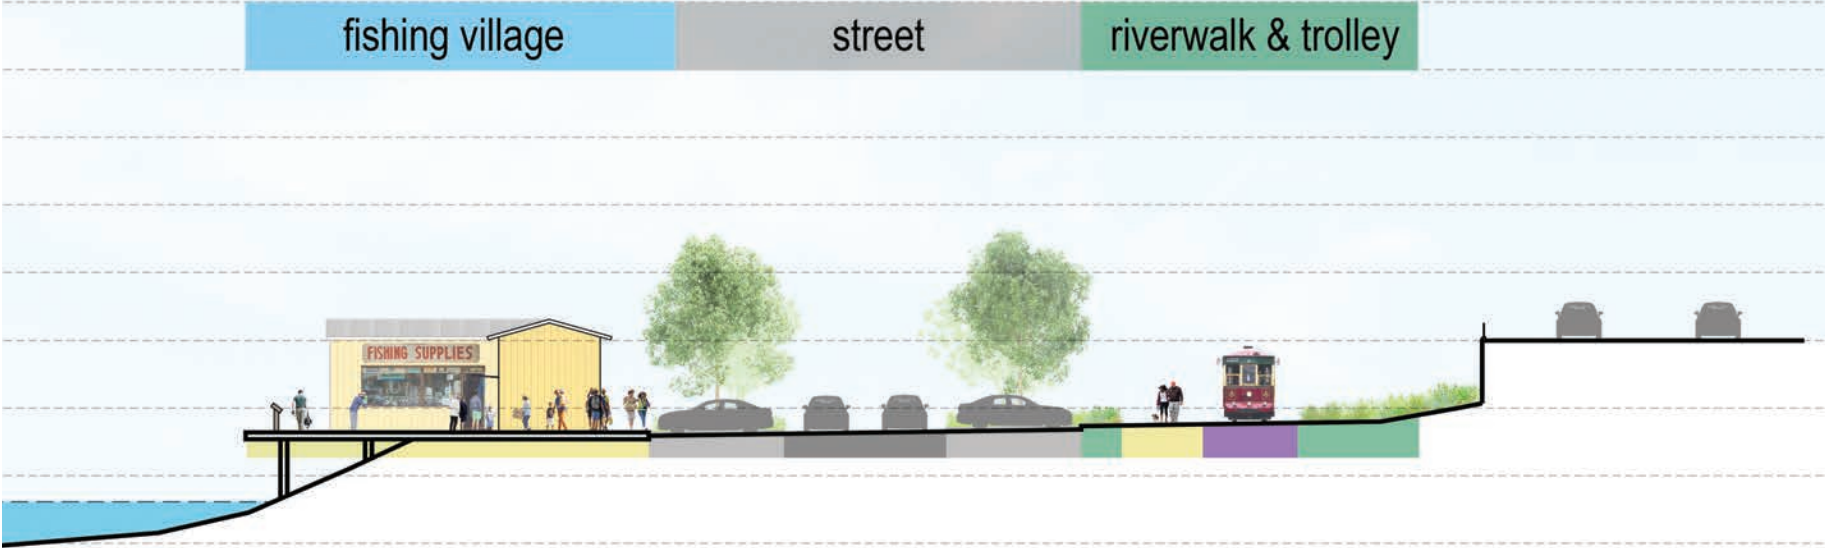 fishing village
street
riverwalk & trolley
FISHING SUPPLIES